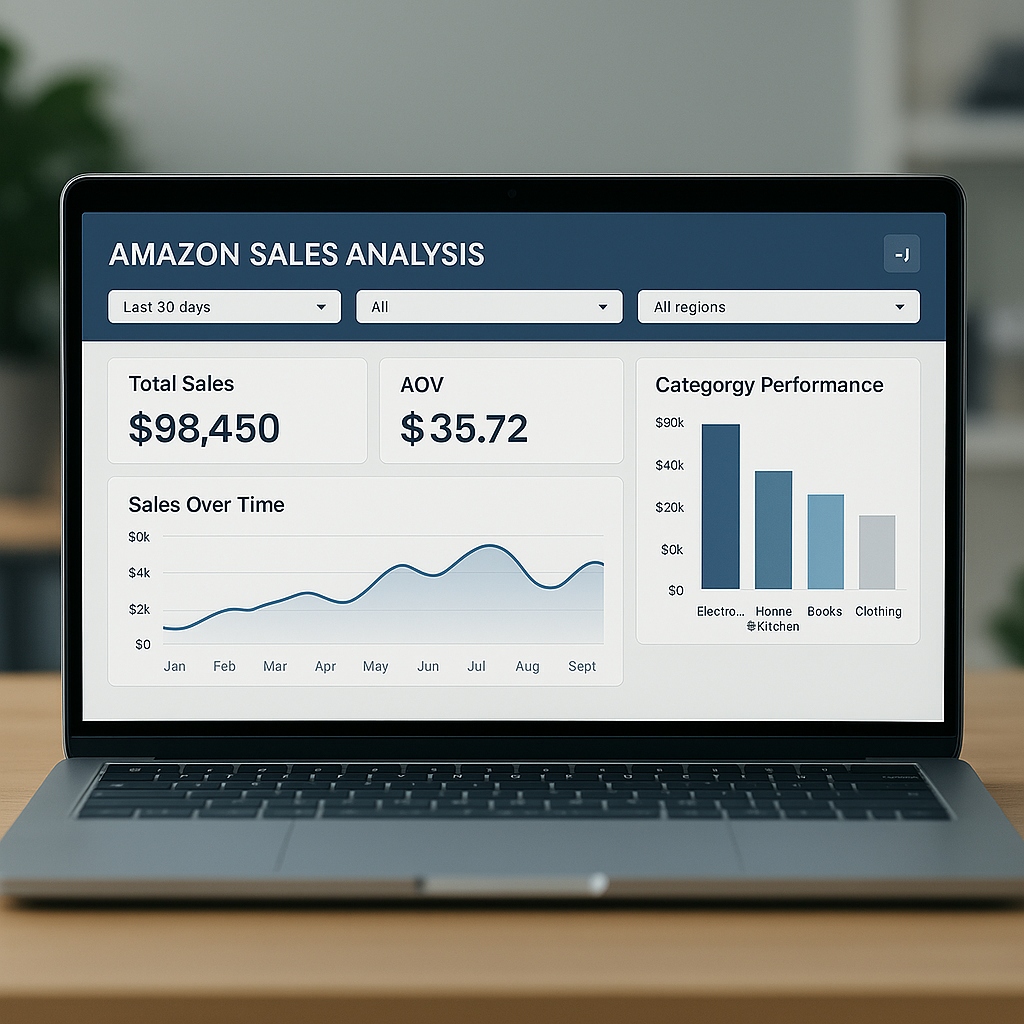 AMAZON SALES ANALYSIS
Last 30 days
All
All regions
Total Sales
$98,450
AOV
$35.72
Sales Over Time
$0k
$4k
$2k
$0
Jan Feb Mar Apr May Jun Jul Aug Sept
Categorgy Performance
$90k
$40k
$20k
$0k
$0
Electro... Honne Books Clothing
Kitchen